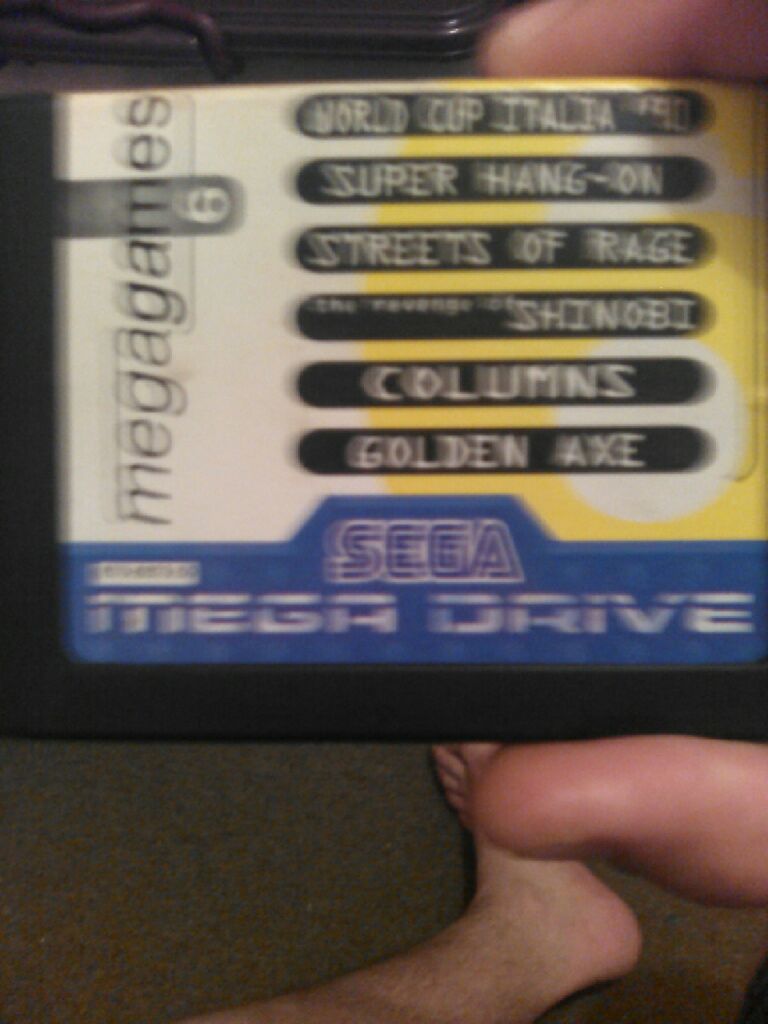 megagames
6
WORLD CUP ITALIA '90
SUPER HANG-ON
STREETS OF RAGE
the revenge of SHINOBI
COLUMNS
GOLDEN AXE
SEGA
MEGA DRIVE